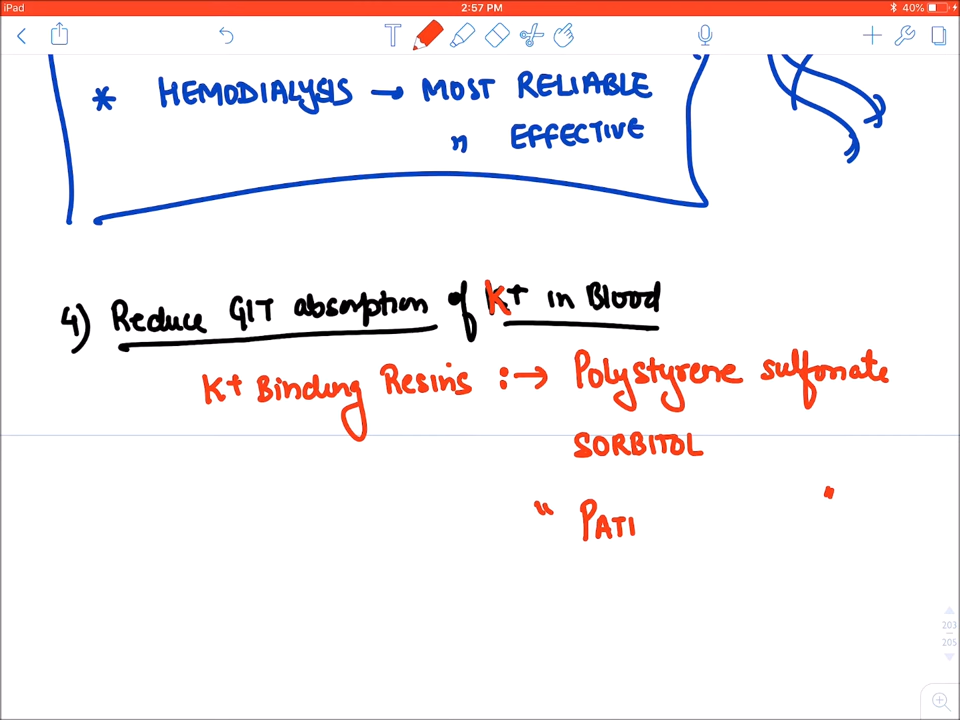 iPad 2:57 PM 40%
T
* HEMODIALYSIS → MOST RELIABLE
" EFFECTIVE
4) Reduce GIT absorption of K+ in Blood
K+ Binding Resins :→ Polystyrene sulfonate
SORBITOL
" PATI "
203
205